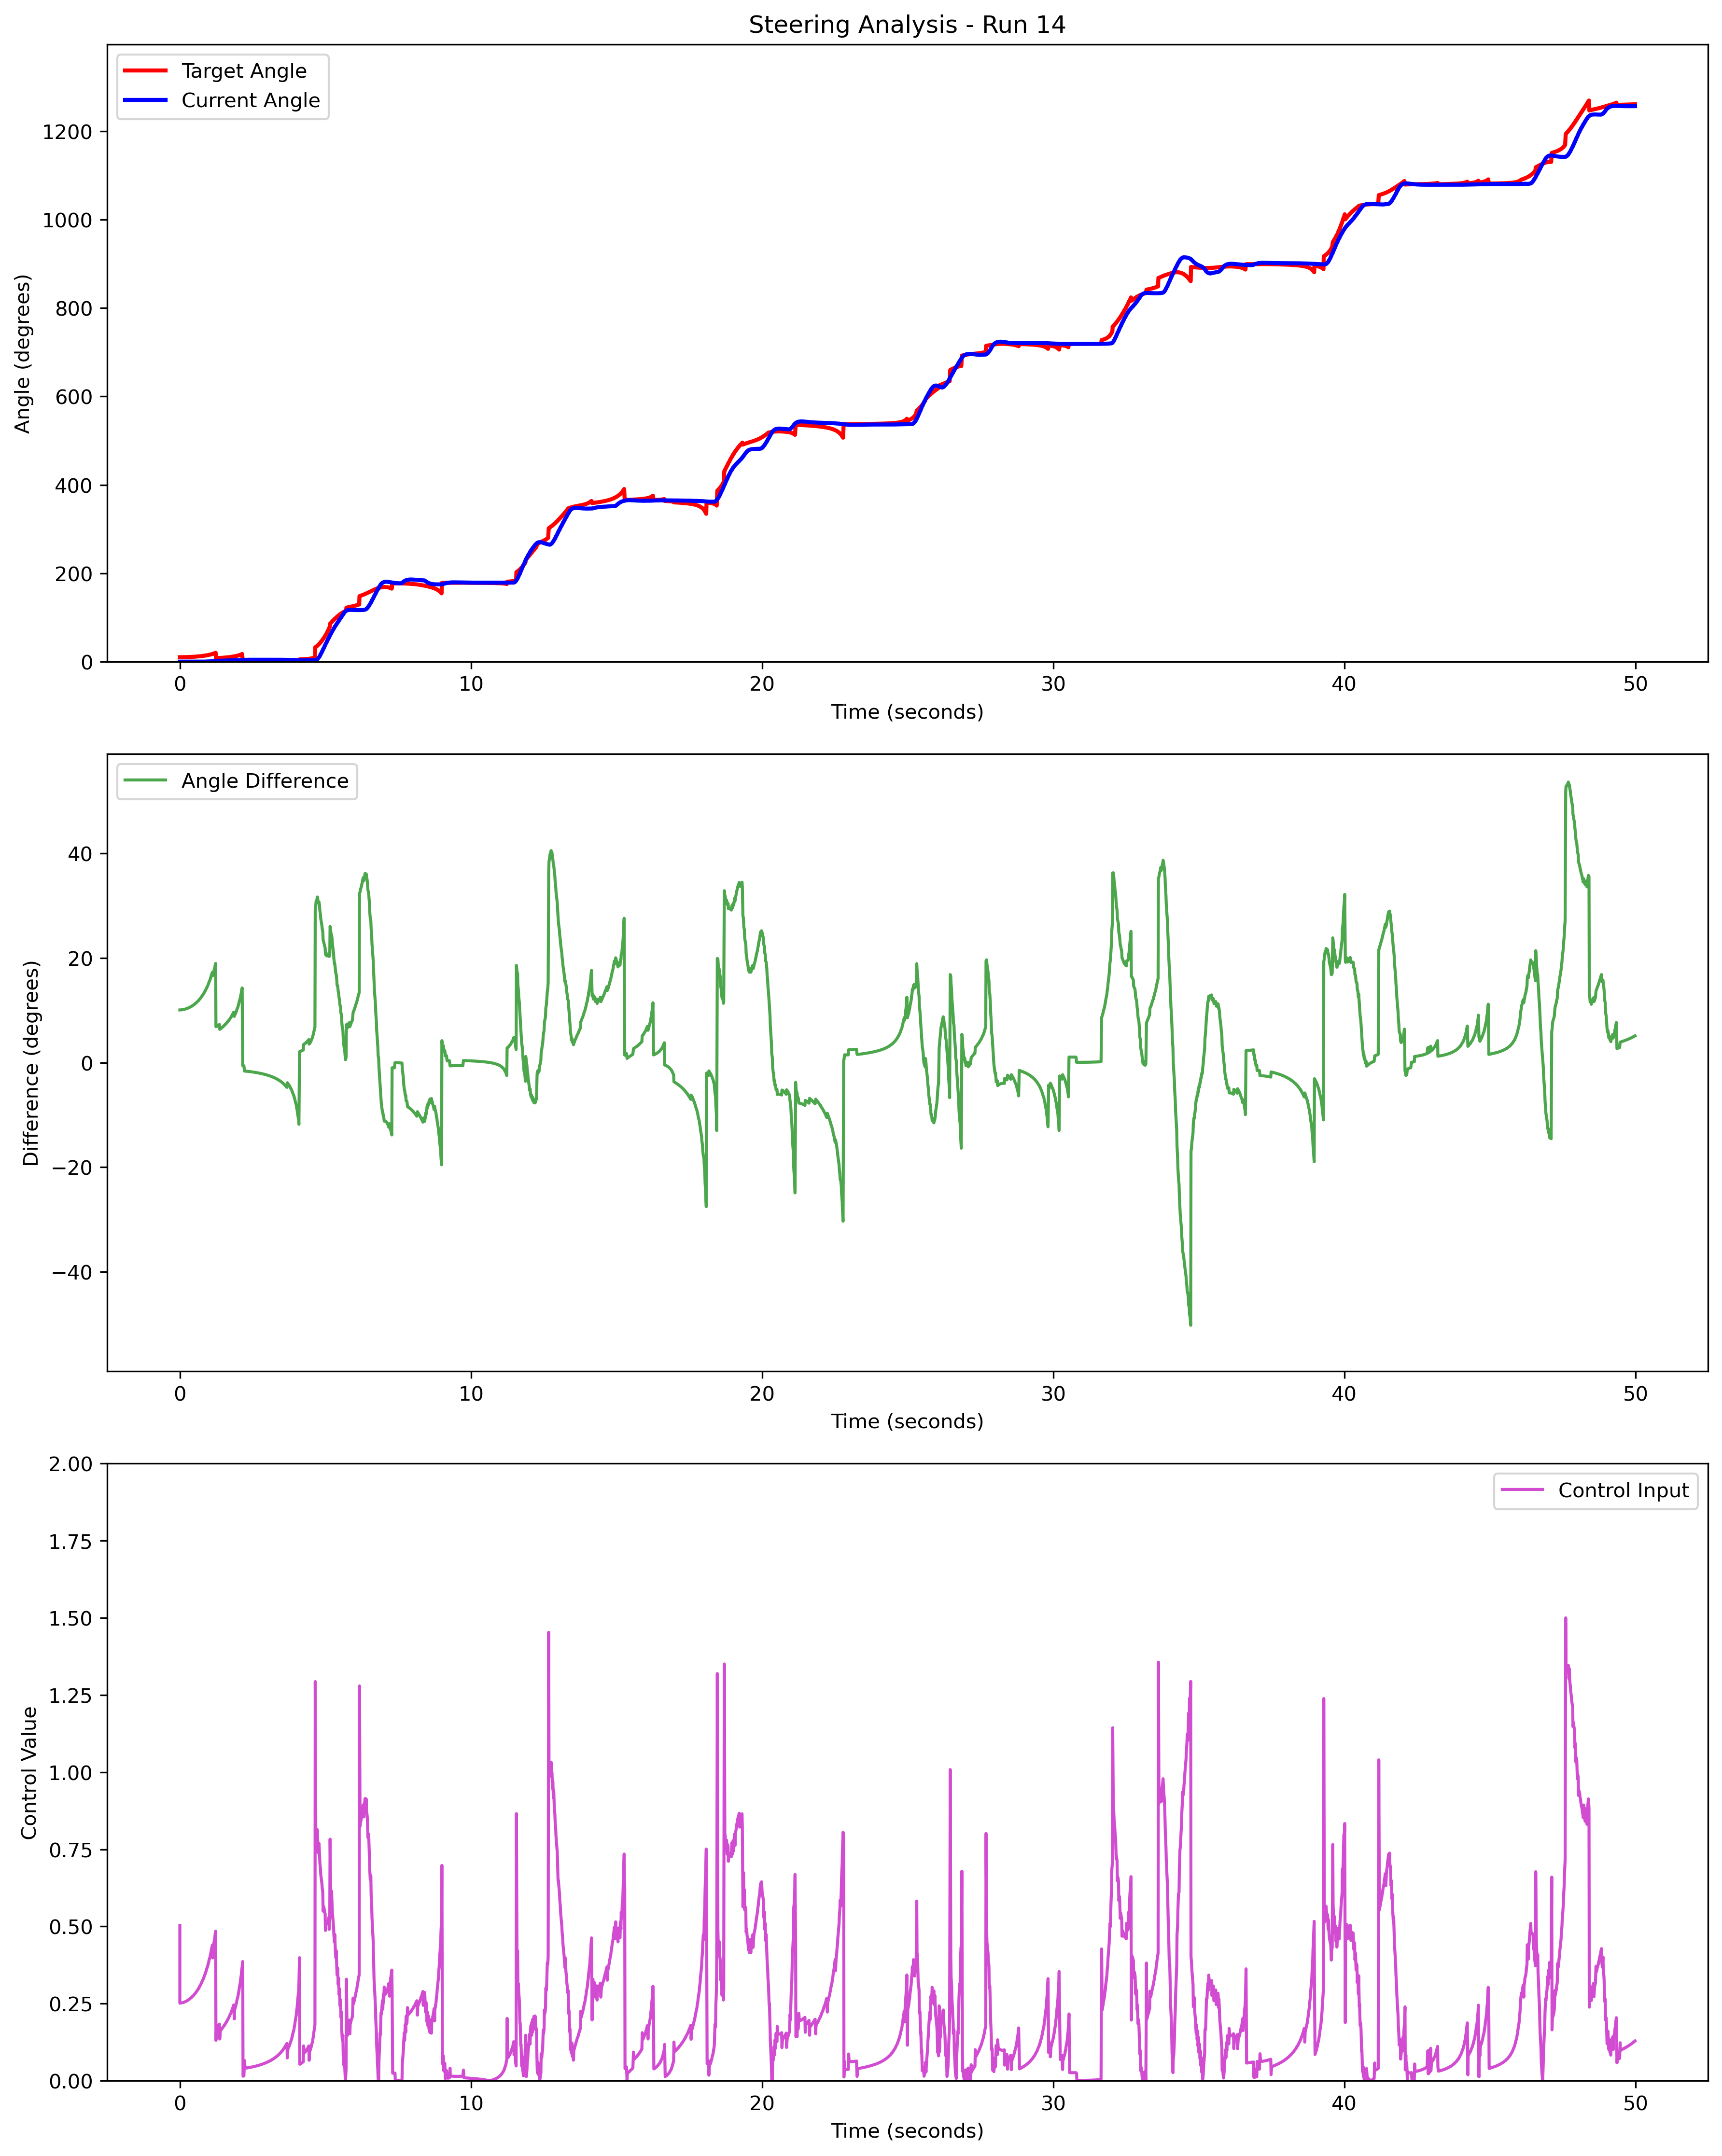 Steering Analysis - Run 14
Target Angle
Current Angle
Angle (degrees)
1200
1000
800
600
400
200
0
0 10 20 30 40 50
Time (seconds)
Angle Difference
Difference (degrees)
40
20
0
−20
−40
0 10 20 30 40 50
Time (seconds)
Control Input
Control Value
2.00
1.75
1.50
1.25
1.00
0.75
0.50
0.25
0.00
0 10 20 30 40 50
Time (seconds)